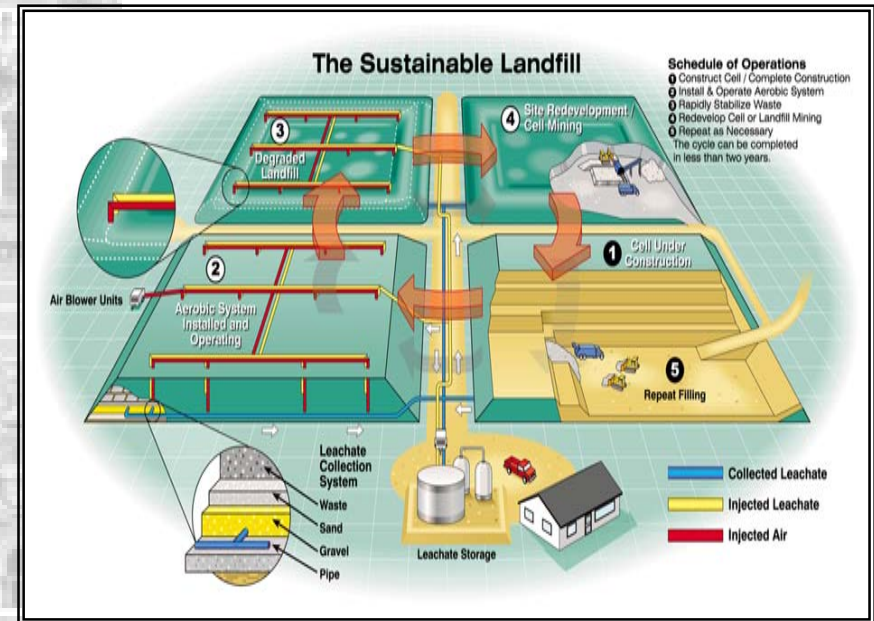 The Sustainable Landfill
Schedule of Operations
1 Construct Cell / Complete Construction
2 Install & Operate Aerobic System
3 Rapidly Stabilize Waste
4 Redevelop Cell or Landfill Mining
5 Repeat as Necessary
The cycle can be completed
in less than two years.
3
Degraded
Landfill
4
Site Redevelopment /
Cell Mining
2
Aerobic System
Installed and
Operating
1
Cell Under
Construction
Air Blower Units
5
Repeat Filling
Leachate
Collection
System
Waste
Sand
Gravel
Pipe
Leachate Storage
Collected Leachate
Injected Leachate
Injected Air